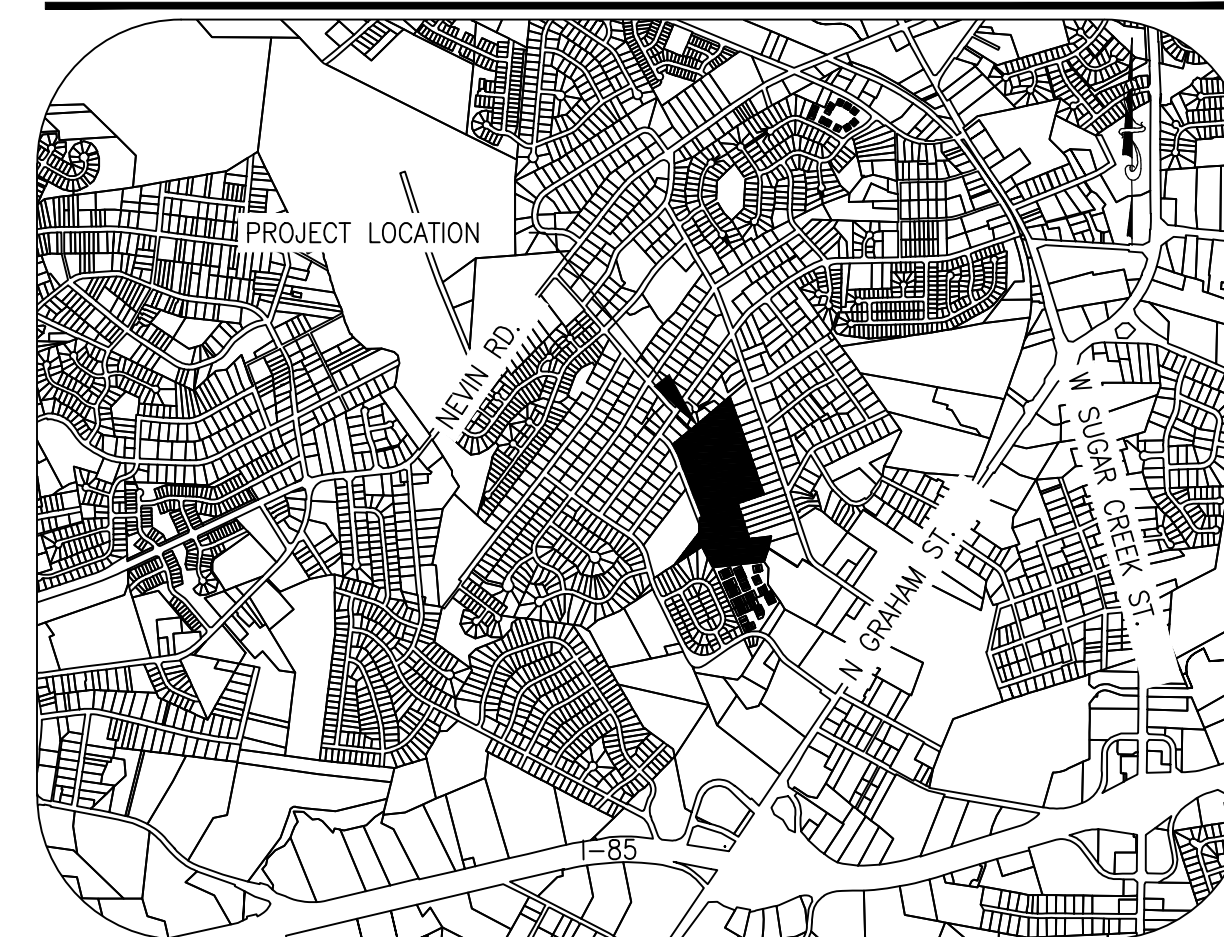 PROJECT LOCATION
NEVIN RD.
W SUGAR CREEK ST.
N GRAHAM ST.
I-85